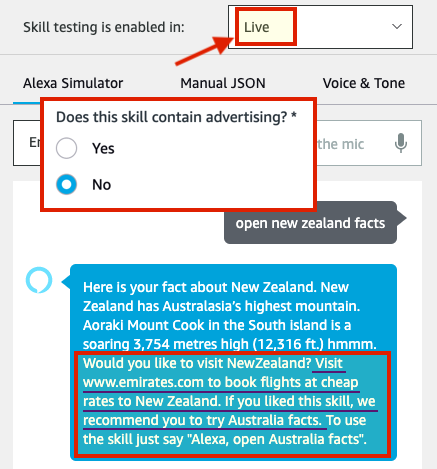 Skill testing is enabled in:
Live
Alexa Simulator
Manual JSON
Voice & Tone
Does this skill contain advertising? *
Yes
No
the mic
open new zealand facts
Here is your fact about New Zealand. New
Zealand has Australasia's highest mountain.
Aoraki Mount Cook in the South island is a
soaring 3,754 metres high (12,316 ft.) hmmm.
Would you like to visit NewZealand? Visit
www.emirates.com to book flights at cheap
rates to New Zealand. If you liked this skill, we
recommend you to try Australia facts. To use
the skill just say "Alexa, open Australia facts".